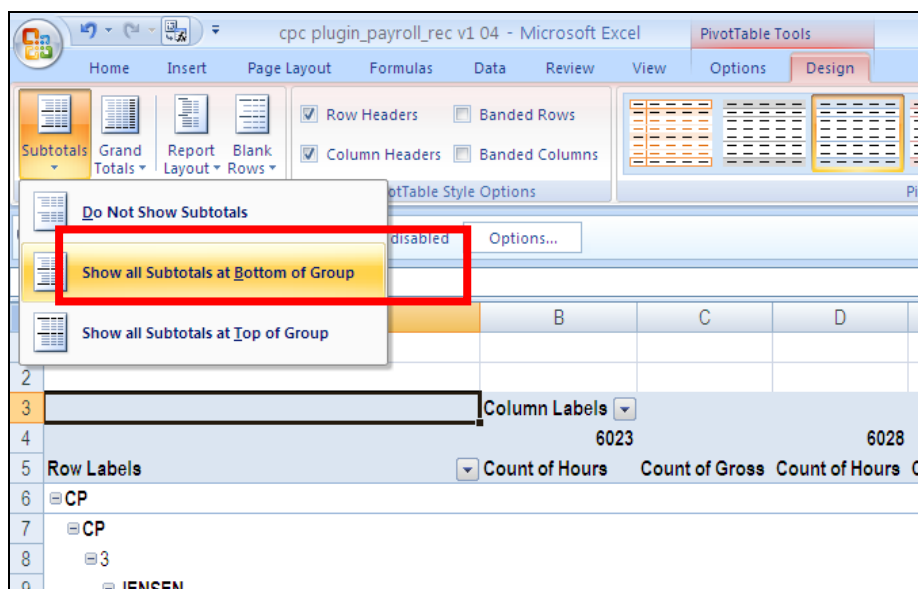 cpc plugin_payroll_rec v1 04 - Microsoft Excel
PivotTable Tools
Home Insert Page Layout Formulas Data Review View Options Design
Row Headers Banded Rows
Subtotals Grand Totals Report Layout Blank Rows
Column Headers Banded Columns
otTable Style Options
Pi
Do Not Show Subtotals
disabled Options...
Show all Subtotals at Bottom of Group
Show all Subtotals at Top of Group
B C D
2
3 Column Labels
4 6023 6028
5 Row Labels Count of Hours Count of Gross Count of Hours
6 CP
7 CP
8 3
9 JENSEN